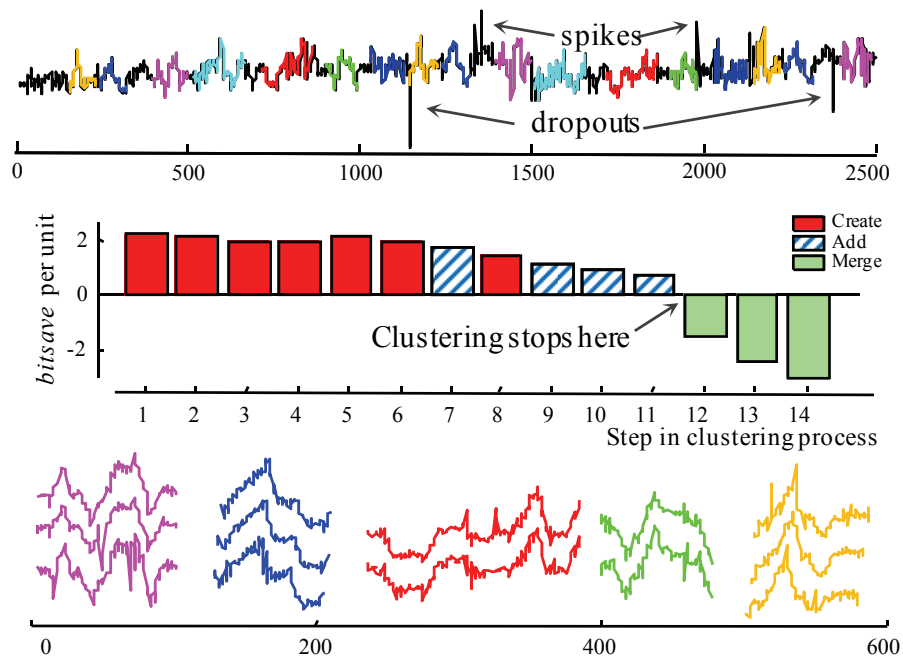 spikes
dropouts
0 500 1000 1500 2000 2500
bitsave per unit
2
0
-2
Create
Add
Merge
Clustering stops here
1 2 3 4 5 6 7 8 9 10 11 12 13 14
Step in clustering process
0 200 400 600